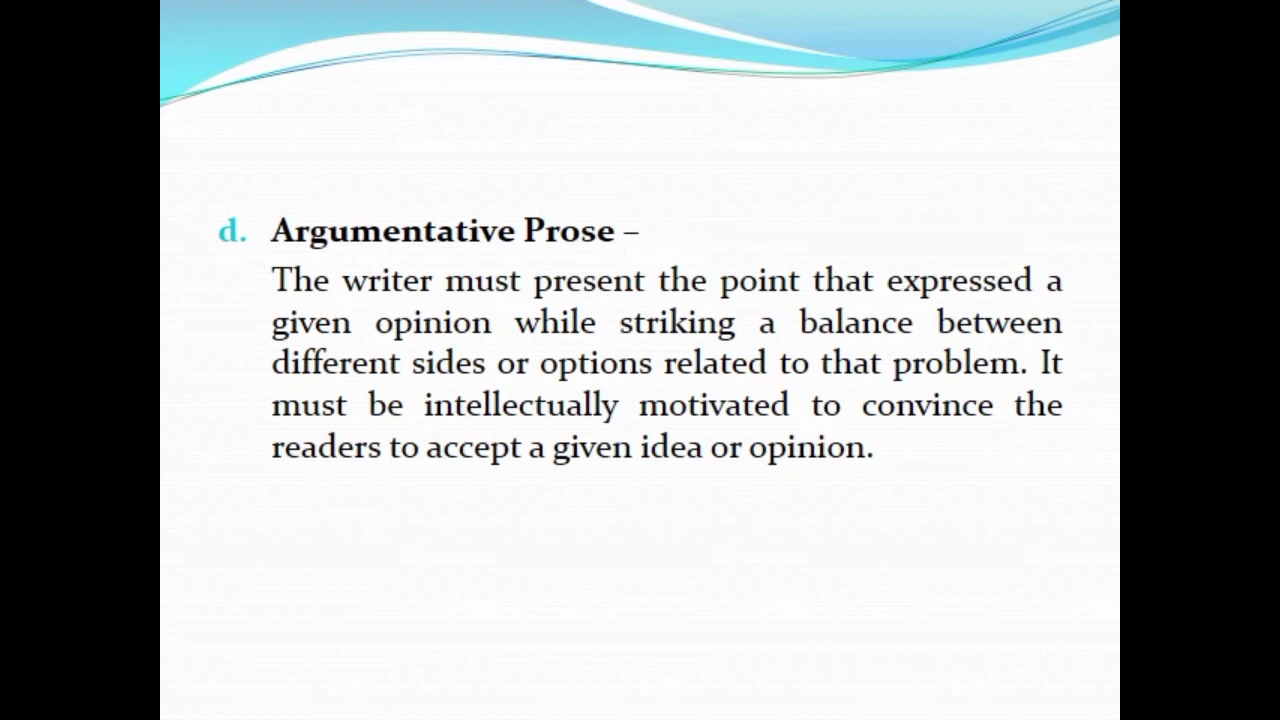 d. Argumentative Prose –
The writer must present the point that expressed a
given opinion while striking a balance between
different sides or options related to that problem. It
must be intellectually motivated to convince the
readers to accept a given idea or opinion.